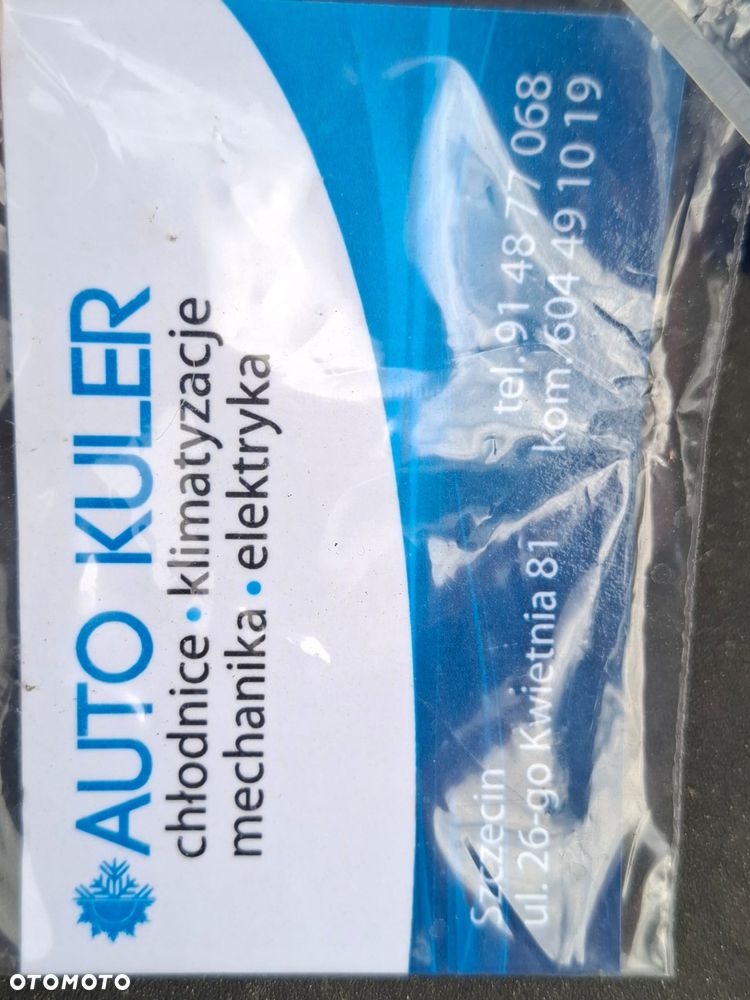 AUTO KULER
chłodnice • klimatyzacje
mechanika • elektryka
Szczecin
ul. 26-go Kwietnia 81
tel. 91 48 77 068
kom. 604 49 10 19
OTOMOTO